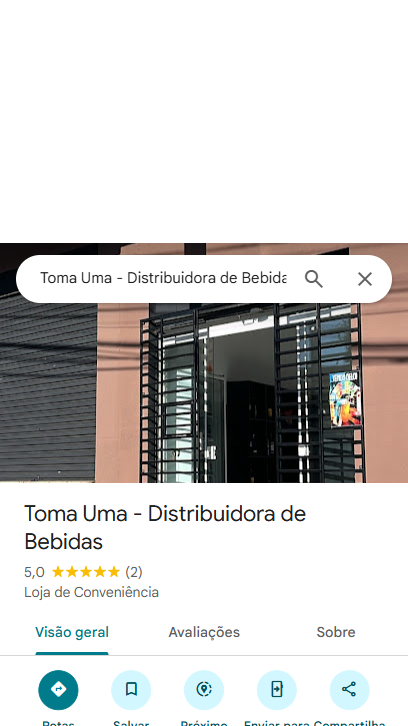 Toma Uma - Distribuidora de Bebida
Toma Uma - Distribuidora de
Bebidas
5,0 (2)
Loja de Conveniência
Visão geral Avaliações Sobre
Rotas Salvar Próximo Enviar para Compartilha